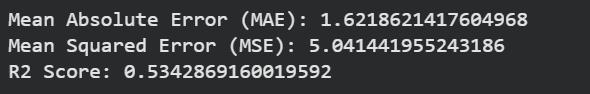 Mean Absolute Error (MAE): 1.6218621417604968
Mean Squared Error (MSE): 5.041441955243186
R2 Score: 0.5342869160019592